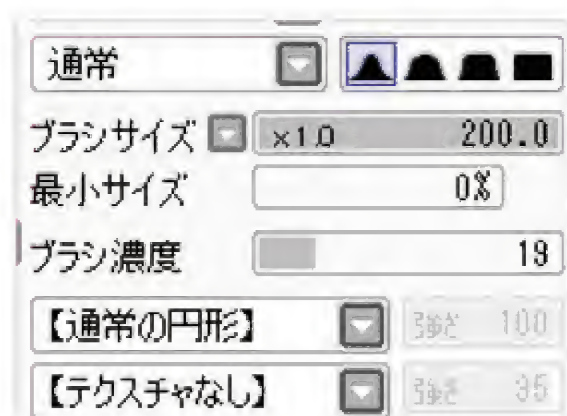 通常
ブラシサイズ ×1.0 200.0
最小サイズ 0%
ブラシ濃度 19
【通常の円形】 強さ 100
【テクスチャなし】 強さ 95